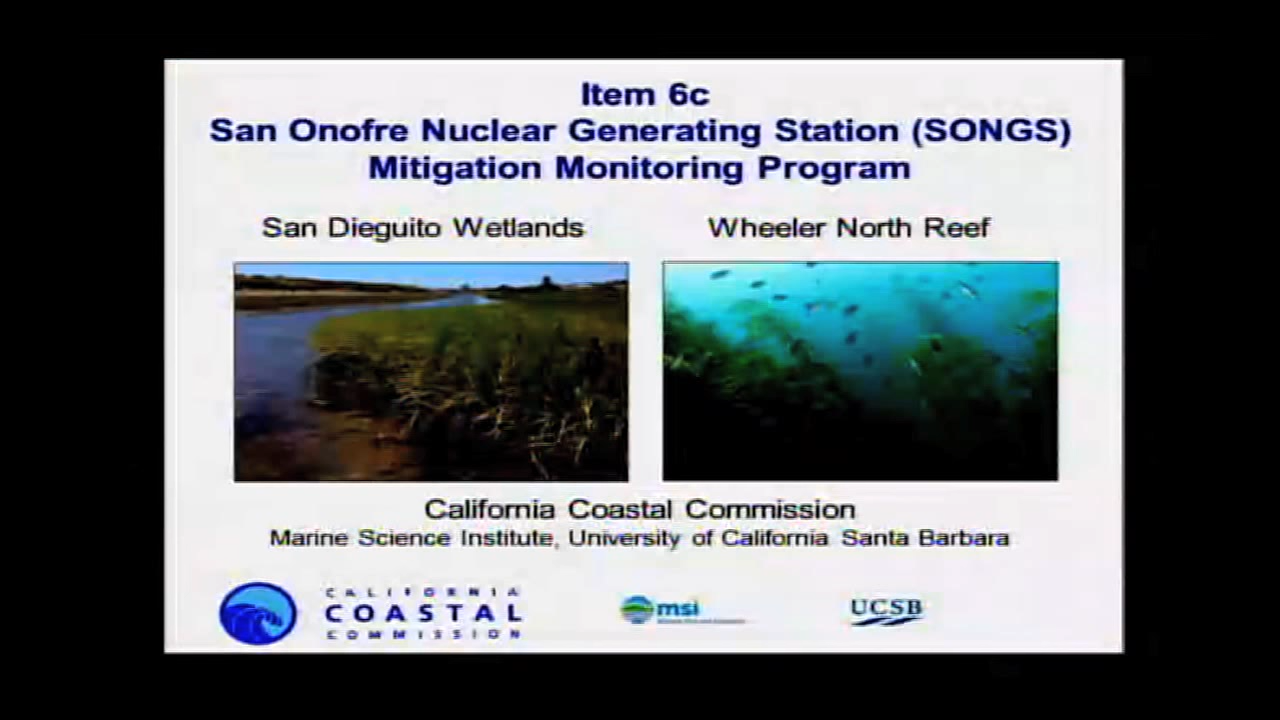 Item 6c
San Onofre Nuclear Generating Station (SONGS)
Mitigation Monitoring Program
San Dieguito Wetlands
Wheeler North Reef
California Coastal Commission
Marine Science Institute, University of California Santa Barbara
CALIFORNIA
COASTAL
COMMISSION
msi
UCSB